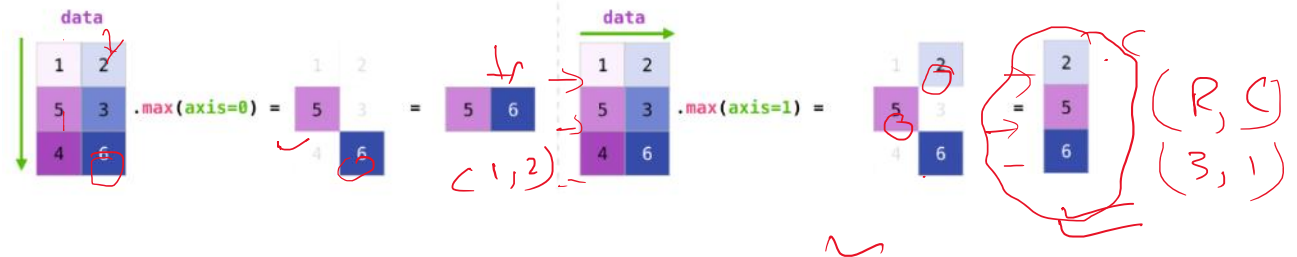 data data
1 2 1 2 5 6 1 2 1 2 2
5 3 .max(axis=0) = 5 3 = 5 3 .max(axis=1) = 5 3 = 5
4 6 4 6 4 6 4 6 6
(1,2)
(R, C)
(3, 1)